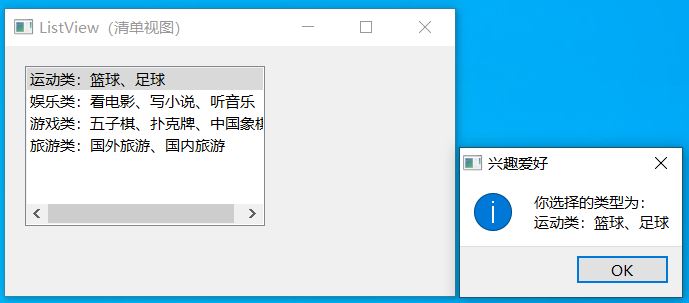 ListView（清单视图）
运动类：篮球、足球
娱乐类：看电影、写小说、听音乐
游戏类：五子棋、扑克牌、中国象棋
旅游类：国外旅游、国内旅游
兴趣爱好
你选择的类型为：
运动类：篮球、足球
OK